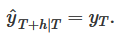 ŷ_{T+h|T} = y_T.